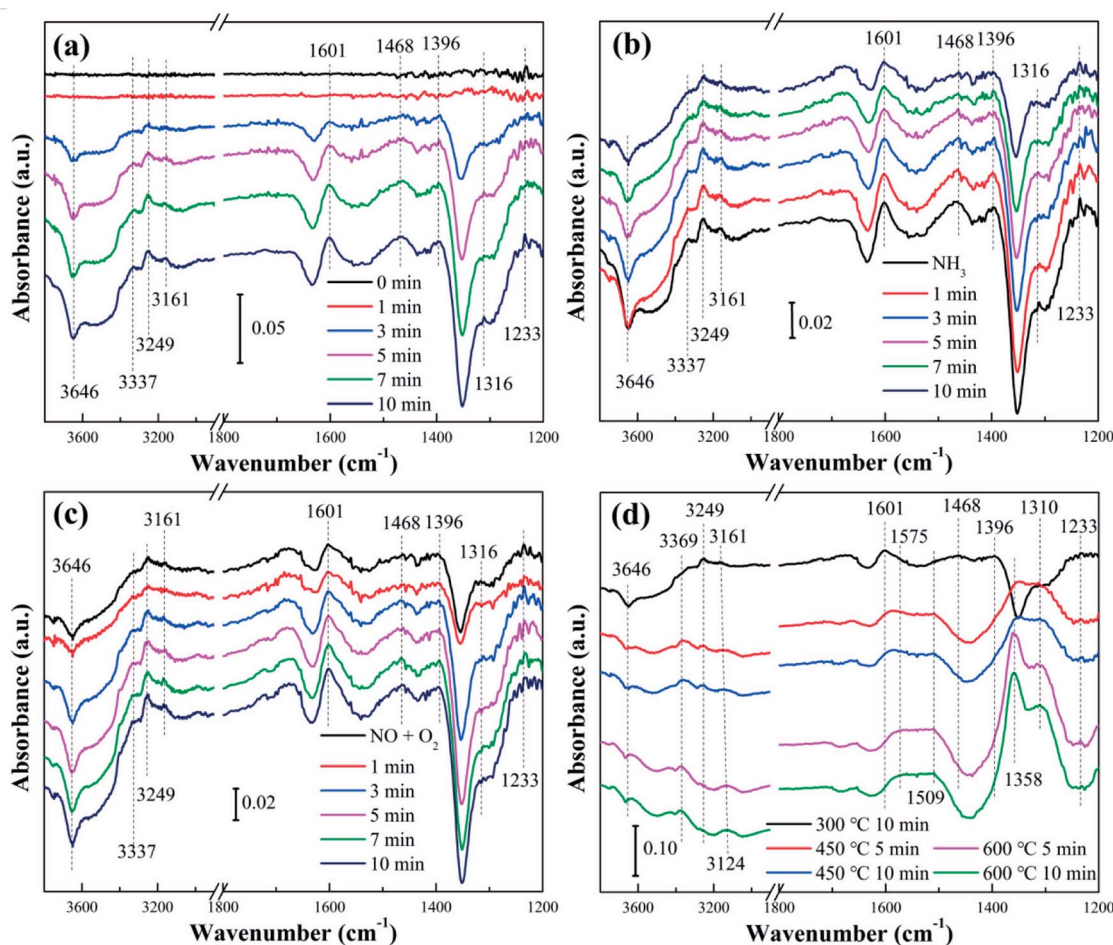 (a)
1601
1468
1396
3161
3249
3337
3646
1316
1233
0.05
0 min
1 min
3 min
5 min
7 min
10 min
Absorbance (a.u.)
3600 3200 1800 1600 1400 1200
Wavenumber (cm⁻¹)
(b)
1601
1468 1396
1316
3161
3249
3337
3646
1233
0.02
NH₃
1 min
3 min
5 min
7 min
10 min
Absorbance (a.u.)
3600 3200 1800 1600 1400 1200
Wavenumber (cm⁻¹)
(c)
3161
3646
1601
1468 1396
1316
3249
3337
1233
0.02
NO + O₂
1 min
3 min
5 min
7 min
10 min
Absorbance (a.u.)
3600 3200 1800 1600 1400 1200
Wavenumber (cm⁻¹)
(d)
3249
3369 3161
3646
1601
1575
1468
1396
1310
1233
1358
1509
3124
0.10
300 ℃ 10 min
450 ℃ 5 min
450 ℃ 10 min
600 ℃ 5 min
600 ℃ 10 min
Absorbance (a.u.)
3600 3200 1800 1600 1400 1200
Wavenumber (cm⁻¹)